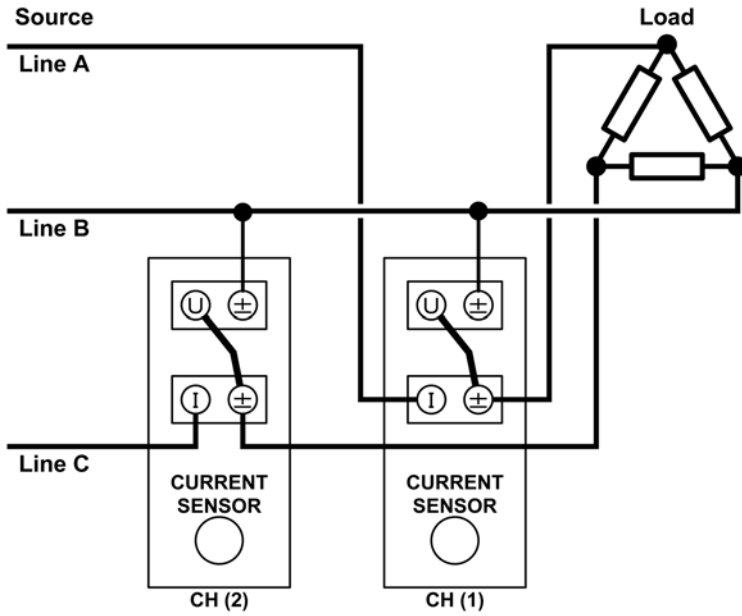 Source
Load
Line A
Line B
U ± U ±
I ± I ±
Line C
CURRENT
SENSOR
CURRENT
SENSOR
CH (2)
CH (1)